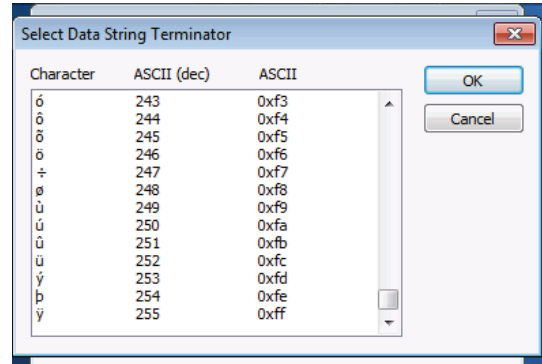 Select Data String Terminator
Character ASCII (dec) ASCII
ó 243 0xf3
ô 244 0xf4
õ 245 0xf5
ö 246 0xf6
÷ 247 0xf7
ø 248 0xf8
ù 249 0xf9
ú 250 0xfa
û 251 0xfb
ü 252 0xfc
ý 253 0xfd
þ 254 0xfe
ÿ 255 0xff
OK
Cancel